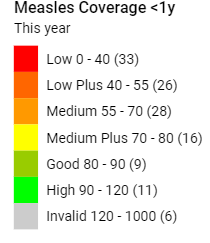 Measles Coverage <1y
This year
Low 0 - 40 (33)
Low Plus 40 - 55 (26)
Medium 55 - 70 (28)
Medium Plus 70 - 80 (16)
Good 80 - 90 (9)
High 90 - 120 (11)
Invalid 120 - 1000 (6)